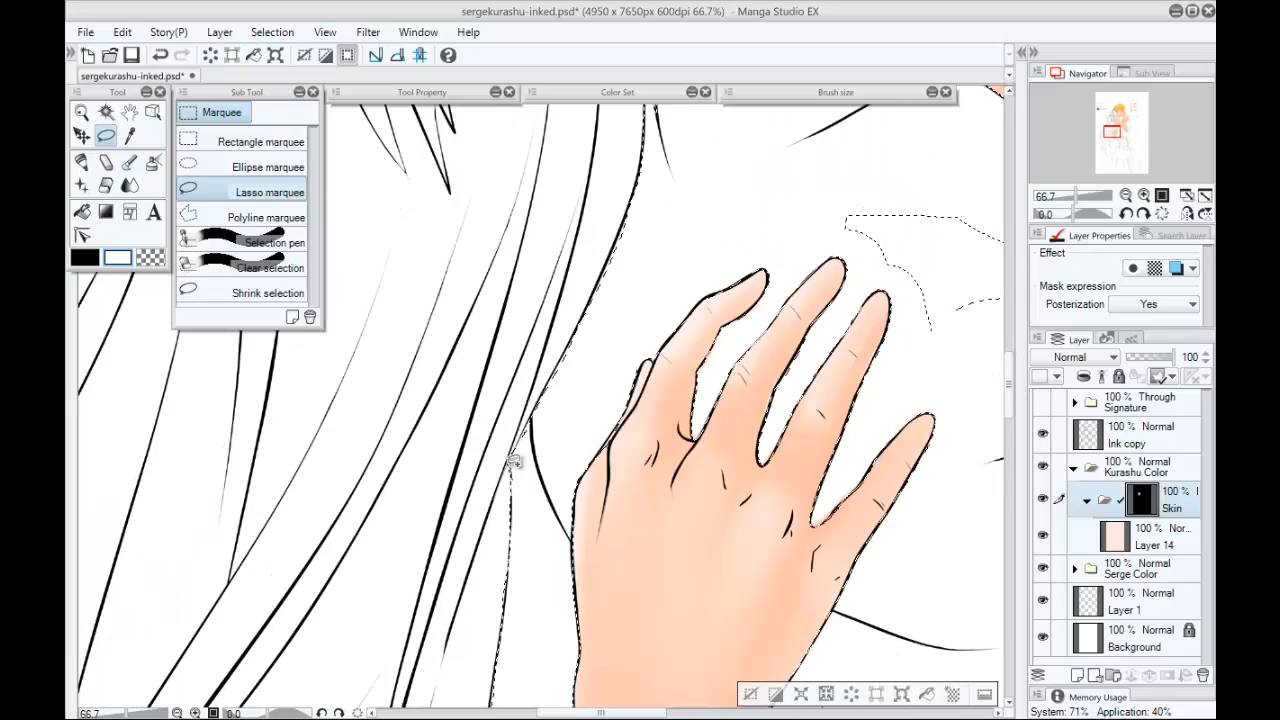 sergekurashu-inked.psd* (4950 x 7650px 600dpi 66.7%) - Manga Studio EX
File Edit Story(P) Layer Selection View Filter Window Help
sergekurashu-inked.psd*
Tool
Sub Tool
Tool Property
Color Set
Brush size
Marquee
Rectangle marquee
Ellipse marquee
Lasso marquee
Polyline marquee
Selection pen
Clear selection
Shrink selection
A
Navigator
Sub View
66.7
0.0
Layer Properties
Search Layer
Effect
Mask expression
Posterization Yes
Layer
Normal 100
100 % Through
Signature
100 % Normal
Ink copy
100 % Normal
Kurashu Color
100 % I
Skin
100 % Nor...
Layer 14
100 % Normal
Serge Color
100 % Normal
Layer 1
100 % Normal
Background
Memory Usage
System: 71% Application: 40%
66.7
0.0